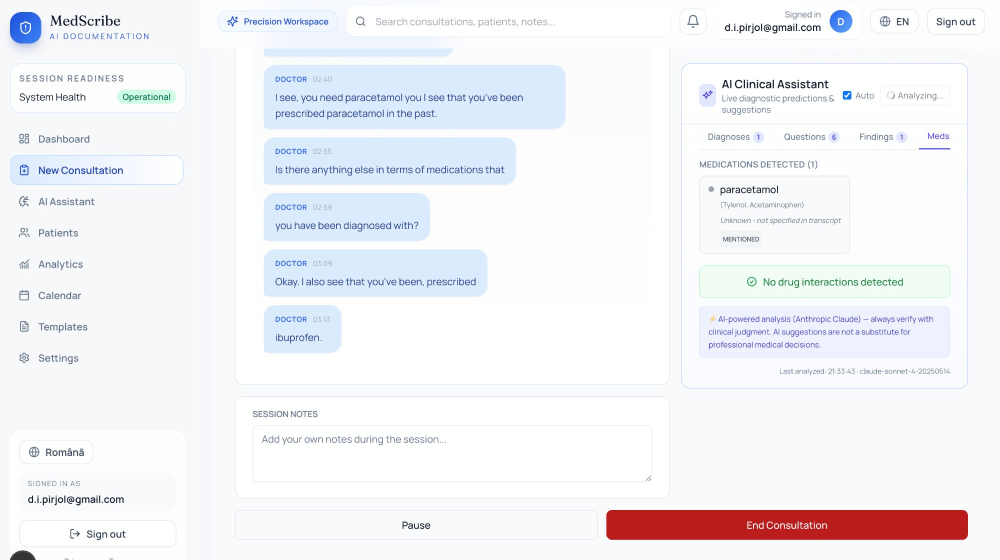 MedScribe
AI DOCUMENTATION
Precision Workspace
Search consultations, patients, notes...
Signed in
d.i.pirjol@gmail.com
D
EN
Sign out
SESSION READINESS
System Health
Operational
Dashboard
New Consultation
AI Assistant
Patients
Analytics
Calendar
Templates
Settings
Română
SIGNED IN AS
d.i.pirjol@gmail.com
Sign out
DOCTOR 02:40
I see, you need paracetamol you I see that you've been
prescribed paracetamol in the past.
DOCTOR 02:55
Is there anything else in terms of medications that
DOCTOR 02:59
you have been diagnosed with?
DOCTOR 03:09
Okay. I also see that you've been, prescribed
DOCTOR 03:13
ibuprofen.
SESSION NOTES
Add your own notes during the session...
Pause
End Consultation
AI Clinical Assistant
Live diagnostic predictions &
suggestions
Auto
Analyzing...
Diagnoses 1
Questions 6
Findings 1
Meds
MEDICATIONS DETECTED (1)
paracetamol
(Tylenol, Acetaminophen)
Unknown - not specified in transcript
MENTIONED
No drug interactions detected
⚡ AI-powered analysis (Anthropic Claude) — always verify with
clinical judgment. AI suggestions are not a substitute for
professional medical decisions.
Last analyzed: 21:33:43 · claude-sonnet-4-20250514